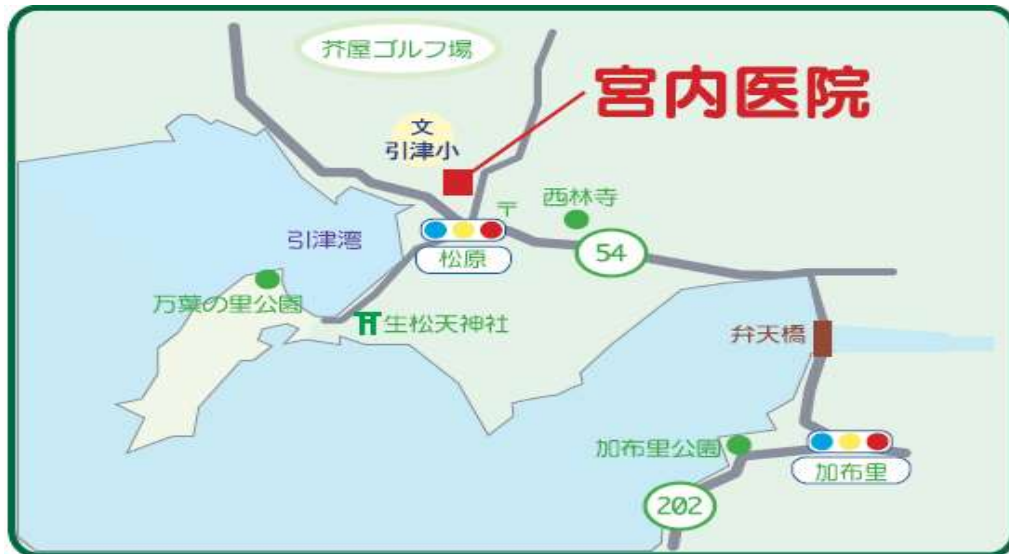 芥屋ゴルフ場
宮内医院
文
引津小
〒
西林寺
引津湾
松原
54
万葉の里公園
生松天神社
弁天橋
加布里公園
加布里
202